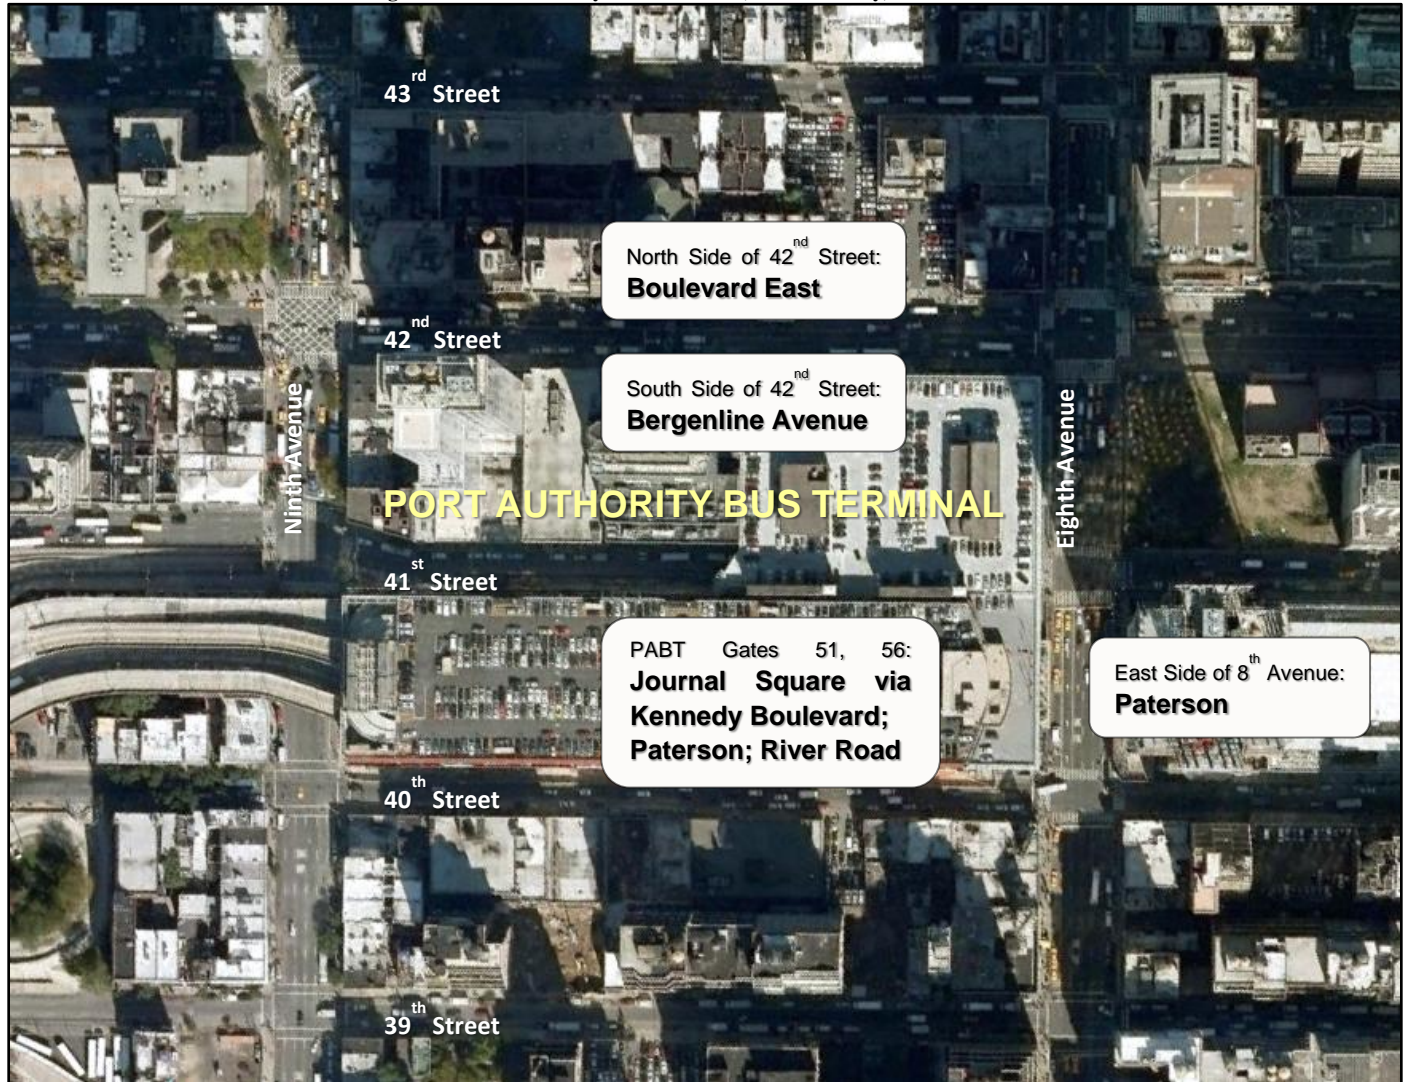 43rd Street
North Side of 42nd Street:
Boulevard East
42nd Street
South Side of 42nd Street:
Bergenline Avenue
Ninth Avenue
Eighth Avenue
PORT AUTHORITY BUS TERMINAL
41st Street
PABT Gates 51, 56:
Journal Square via
Kennedy Boulevard;
Paterson; River Road
East Side of 8th Avenue:
Paterson
40th Street
39th Street